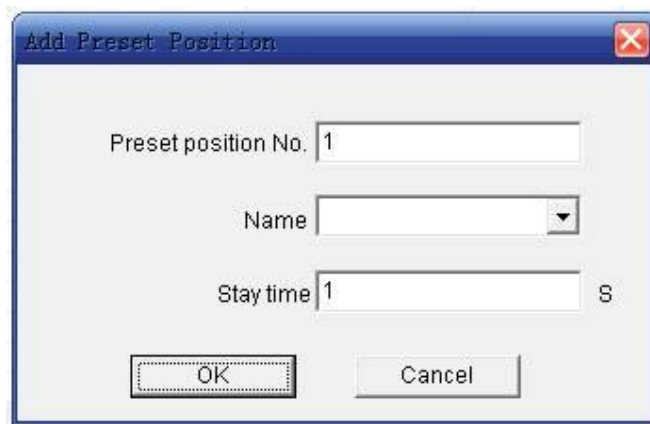 Add Preset Position
Preset position No. 1
Name
Stay time 1 S
OK Cancel